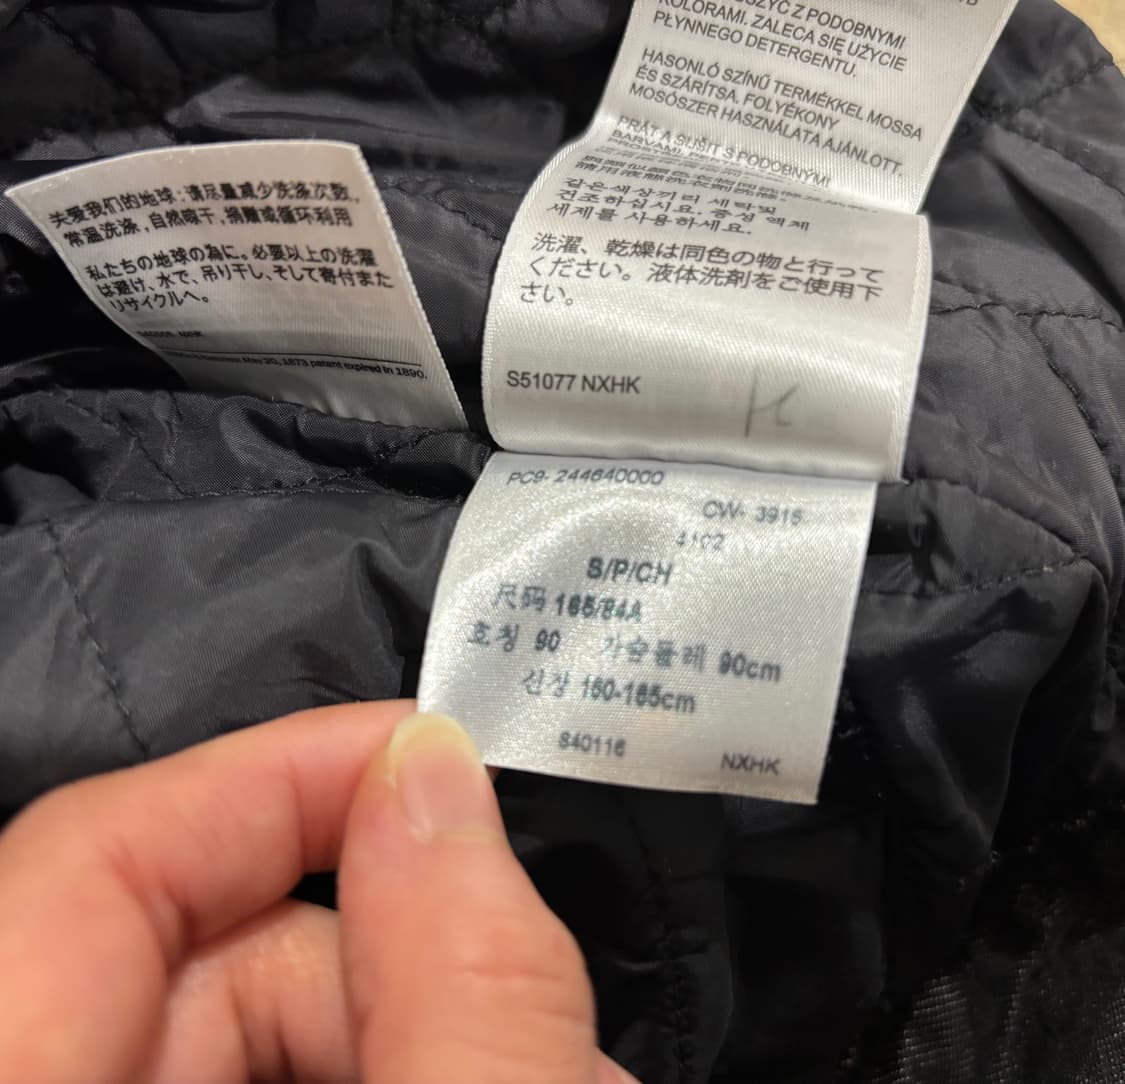 关爱我们的地球:请尽量减少洗涤次数,
常温洗涤,自然晾干,捐赠或循环利用
私たちの地球の為に。必要以上の洗濯
は避け、水で、吊り干し、そして寄付また
リサイクルへ。
May 20, 1873 patent expired in 1890.
KOLORAMI. ZALECA SIĘ UŻYCIE
PŁYNNEGO DETERGENTU.
HASONLÓ SZÍNŰ TERMÉKKEL MOSSA
ÉS SZÁRÍTSA. FOLYÉKONY
MOSÓSZER HASZNÁLATA AJÁNLOTT.
PRÁT A SUŠIT S PODOBNÝMI
BARVAMI.
같은 색상끼리 세탁 및
건조하십시요. 중성 액체
세제를 사용하세요.
洗濯、乾燥は同色の物と行って
ください。液体洗剤をご使用下
さい。
S51077 NXHK
PC9- 244640000
CW- 3915
4102
S/P/CH
尺码 165/84A
호칭 90 가슴둘레 90cm
신장 160-165cm
S40116 NXHK